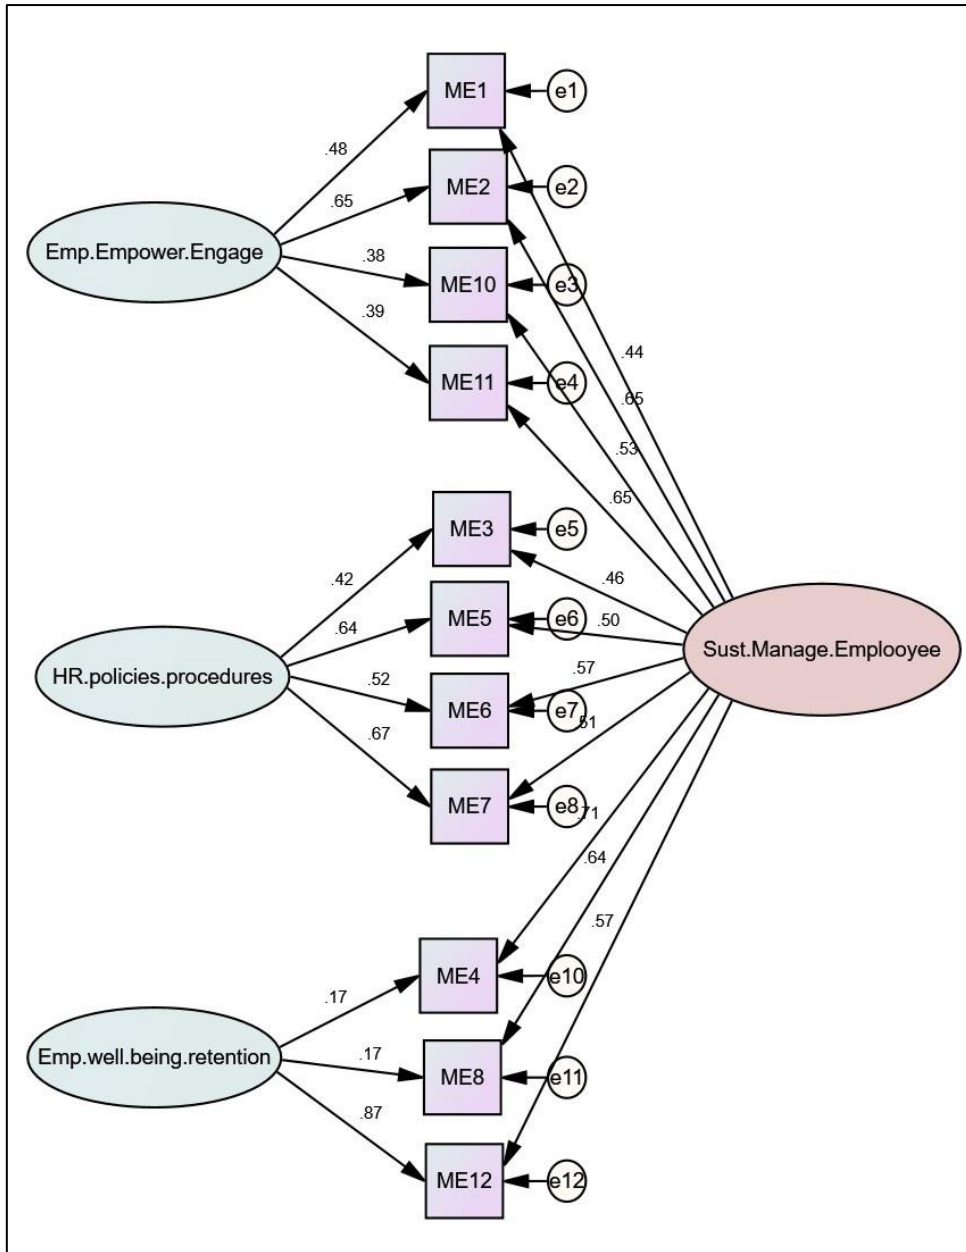 ME1
e1
.48
ME2
e2
.65
Emp.Empower.Engage
.38
ME10
e3
.39
ME11
e4
.44
.65
.53
.65
ME3
e5
.46
.42
ME5
e6
.50
.64
HR.policies.procedures
Sust.Manage.Emplooyee
.52
.57
ME6
e7
.51
.67
ME7
e8
.71
.64
.57
ME4
e10
.17
Emp.well.being.retention
.17
ME8
e11
.87
ME12
e12